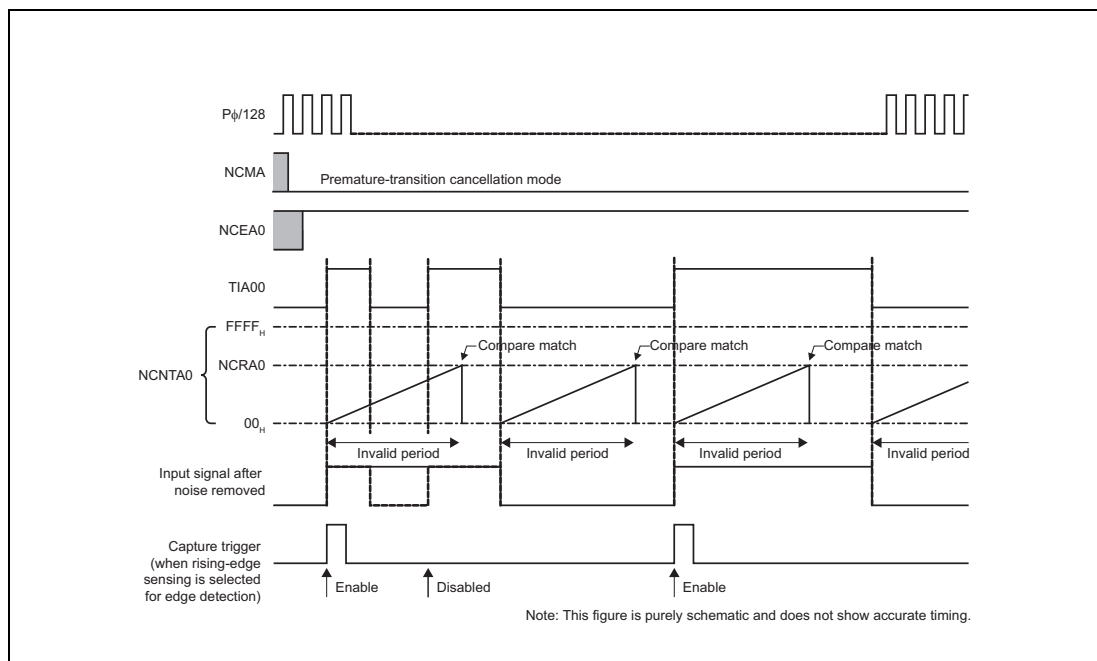 Pϕ/128
NCMA
Premature-transition cancellation mode
NCEA0
TIA00
FFFFH
Compare match
Compare match
Compare match
NCRA0
NCNTA0
00H
Invalid period
Invalid period
Invalid period
Invalid period
Input signal after
noise removed
Capture trigger
(when rising-edge
sensing is selected
for edge detection)
Enable
Disabled
Enable
Note: This figure is purely schematic and does not show accurate timing.